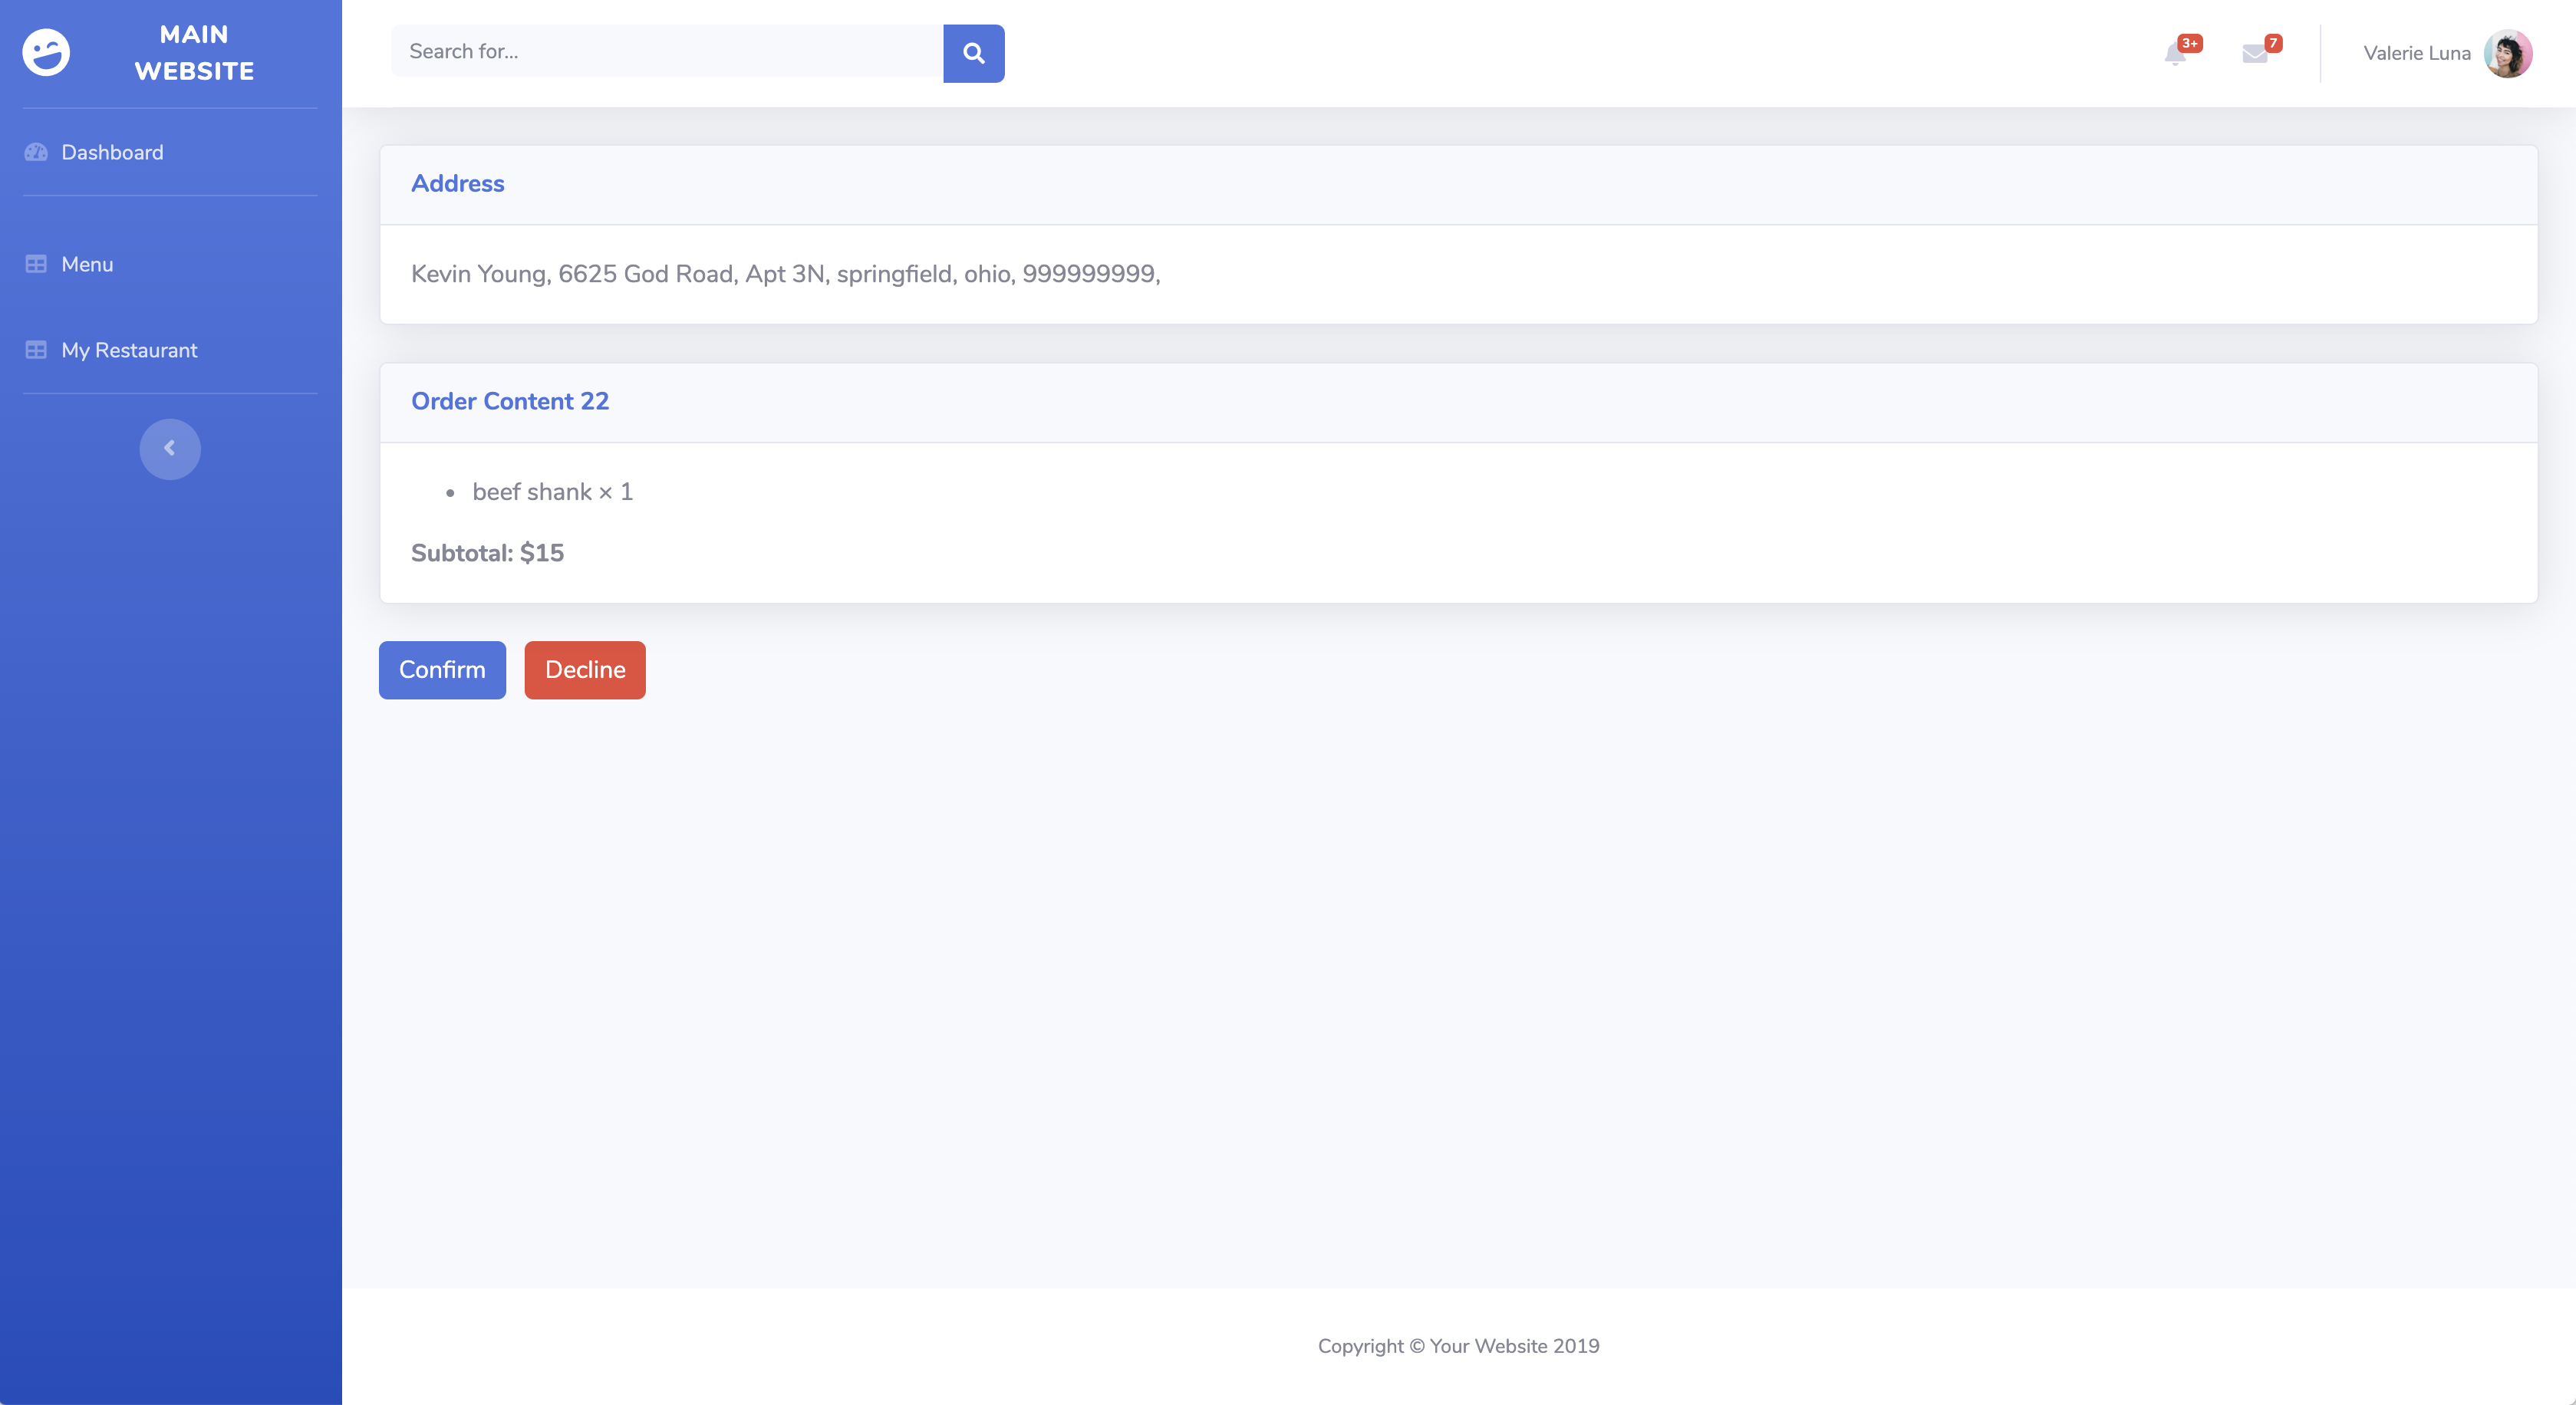 MAIN
WEBSITE
Search for...
3+
7
Valerie Luna
Dashboard
Menu
My Restaurant
Address
Kevin Young, 6625 God Road, Apt 3N, springfield, ohio, 999999999,
Order Content 22
• beef shank × 1
Subtotal: $15
Confirm
Decline
Copyright © Your Website 2019